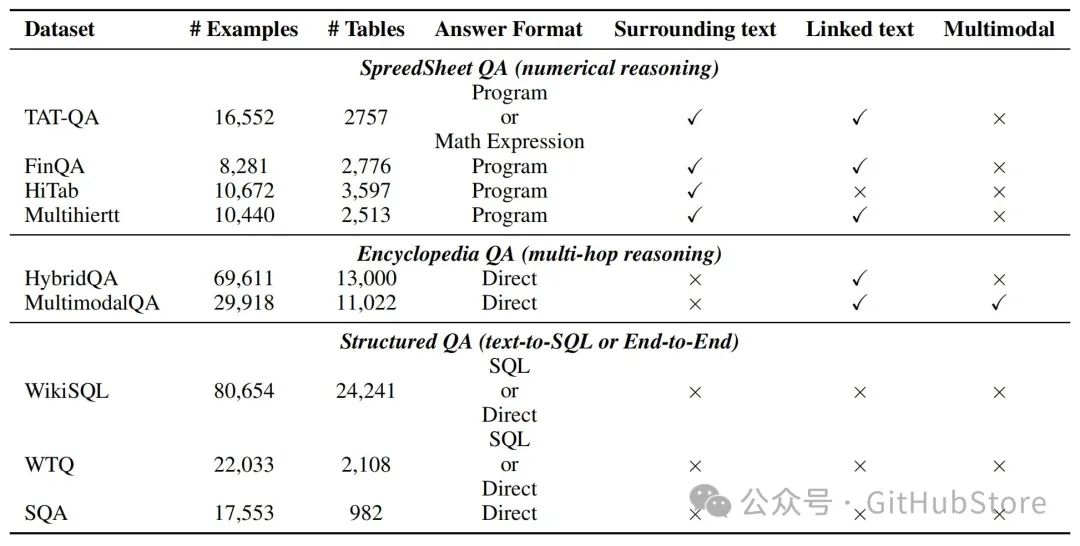 Dataset # Examples # Tables Answer Format Surrounding text Linked text Multimodal
SpreedSheet QA (numerical reasoning)
Program
TAT-QA 16,552 2757 or ✓ ✓ ×
Math Expression
FinQA 8,281 2,776 Program ✓ ✓ ×
HiTab 10,672 3,597 Program ✓ × ×
Multihiertt 10,440 2,513 Program ✓ ✓ ×
Encyclopedia QA (multi-hop reasoning)
HybridQA 69,611 13,000 Direct × ✓ ×
MultimodalQA 29,918 11,022 Direct × ✓ ✓
Structured QA (text-to-SQL or End-to-End)
SQL
WikiSQL 80,654 24,241 or × × ×
Direct
SQL
WTQ 22,033 2,108 or × × ×
Direct
SQA 17,553 982 Direct × × ×
公众号 · GitHubStore